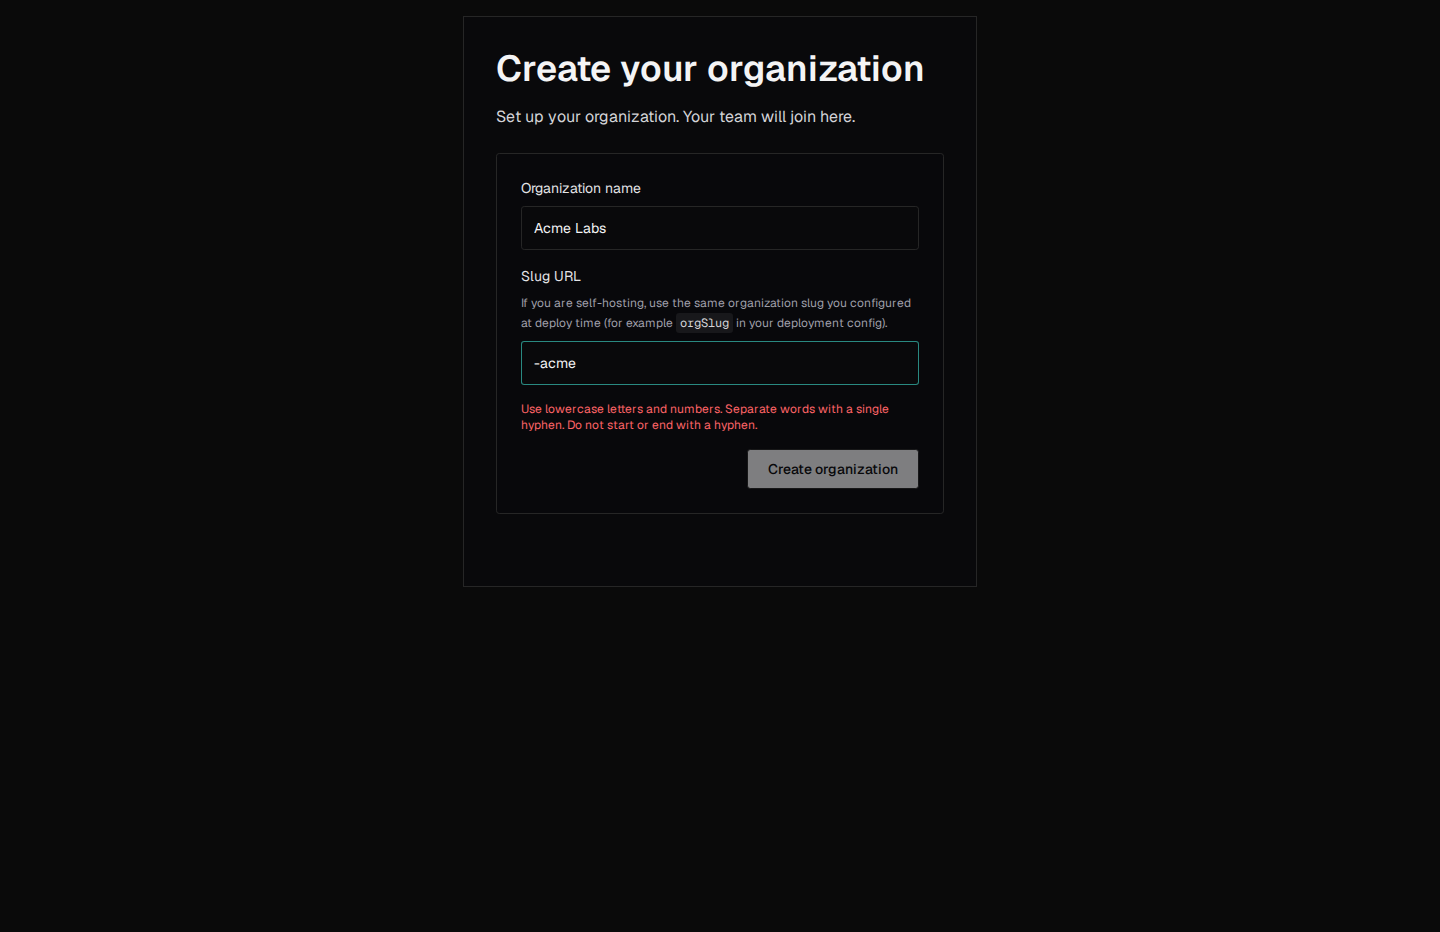 Create your organization
Set up your organization. Your team will join here.
Organization name
Acme Labs
Slug URL
If you are self-hosting, use the same organization slug you configured
at deploy time (for example orgSlug in your deployment config).
-acme
Use lowercase letters and numbers. Separate words with a single
hyphen. Do not start or end with a hyphen.
Create organization